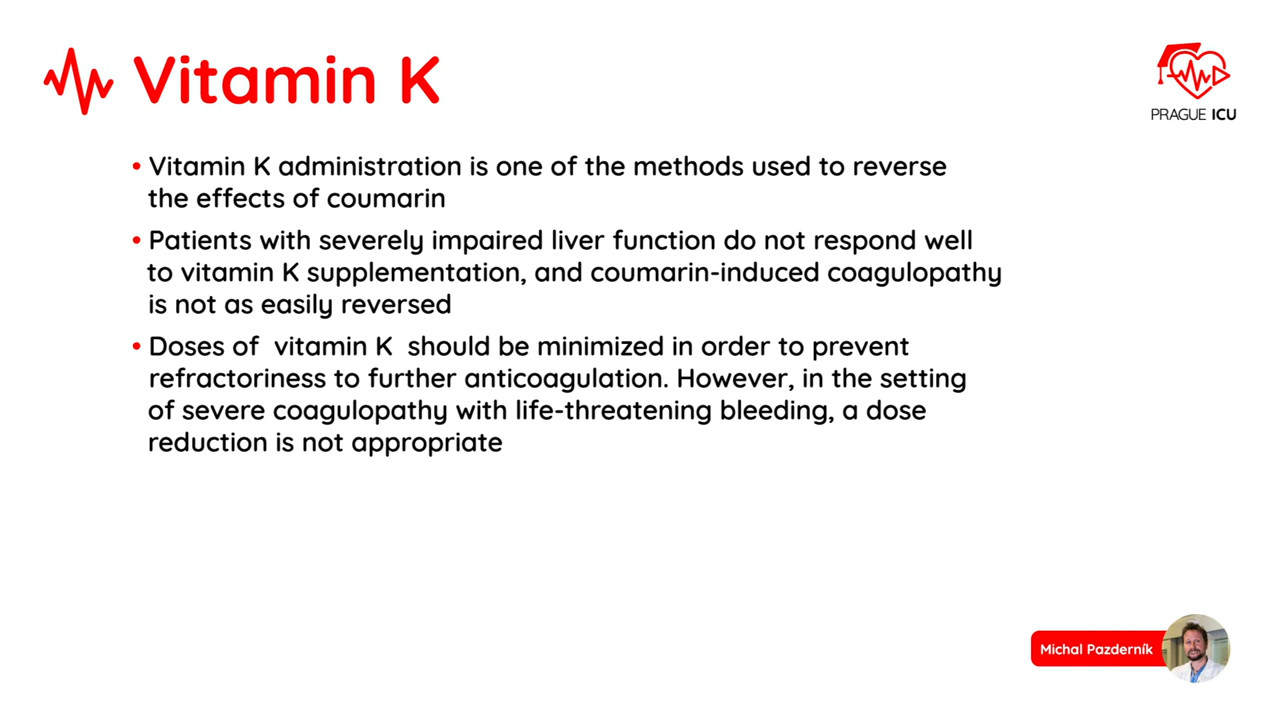 Vitamin K
PRAGUE ICU
• Vitamin K administration is one of the methods used to reverse
the effects of coumarin
• Patients with severely impaired liver function do not respond well
to vitamin K supplementation, and coumarin-induced coagulopathy
is not as easily reversed
• Doses of  vitamin K  should be minimized in order to prevent
refractoriness to further anticoagulation. However, in the setting
of severe coagulopathy with life-threatening bleeding, a dose
reduction is not appropriate
Michal Pazderník